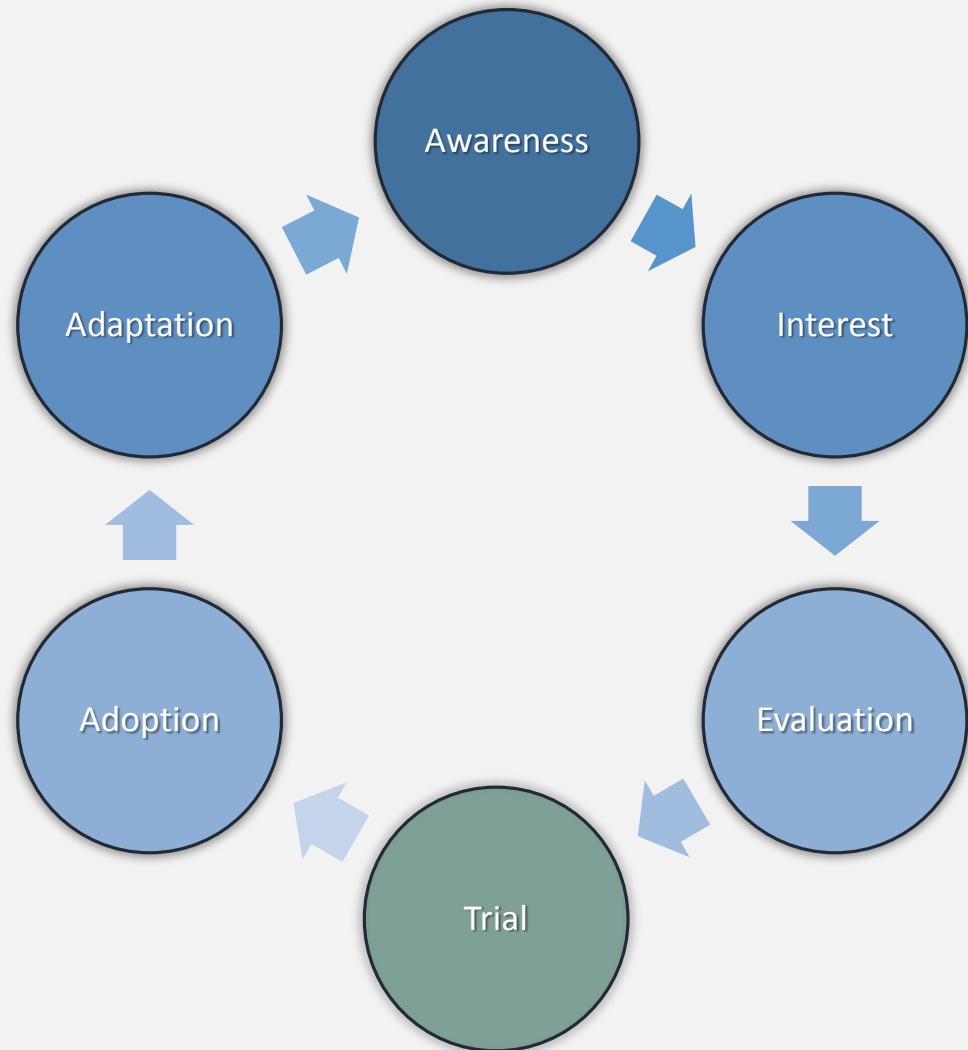 Awareness
Interest
Evaluation
Trial
Adoption
Adaptation